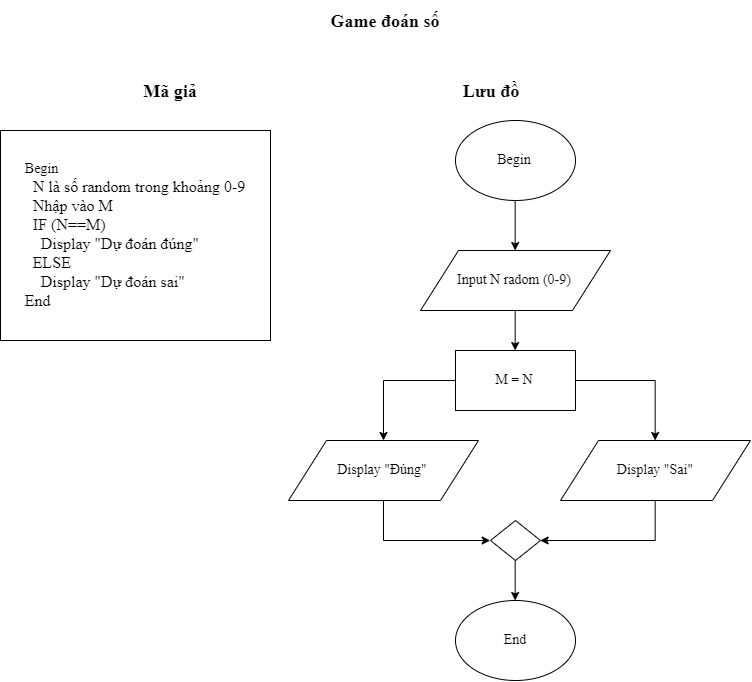 Game đoán số
Mã giả
Lưu đồ
Begin
N là số random trong khoảng 0-9
Nhập vào M
IF (N==M)
Display "Dự đoán đúng"
ELSE
Display "Dự đoán sai"
End
Begin
Input N radom (0-9)
M = N
Display "Đúng"
Display "Sai"
End